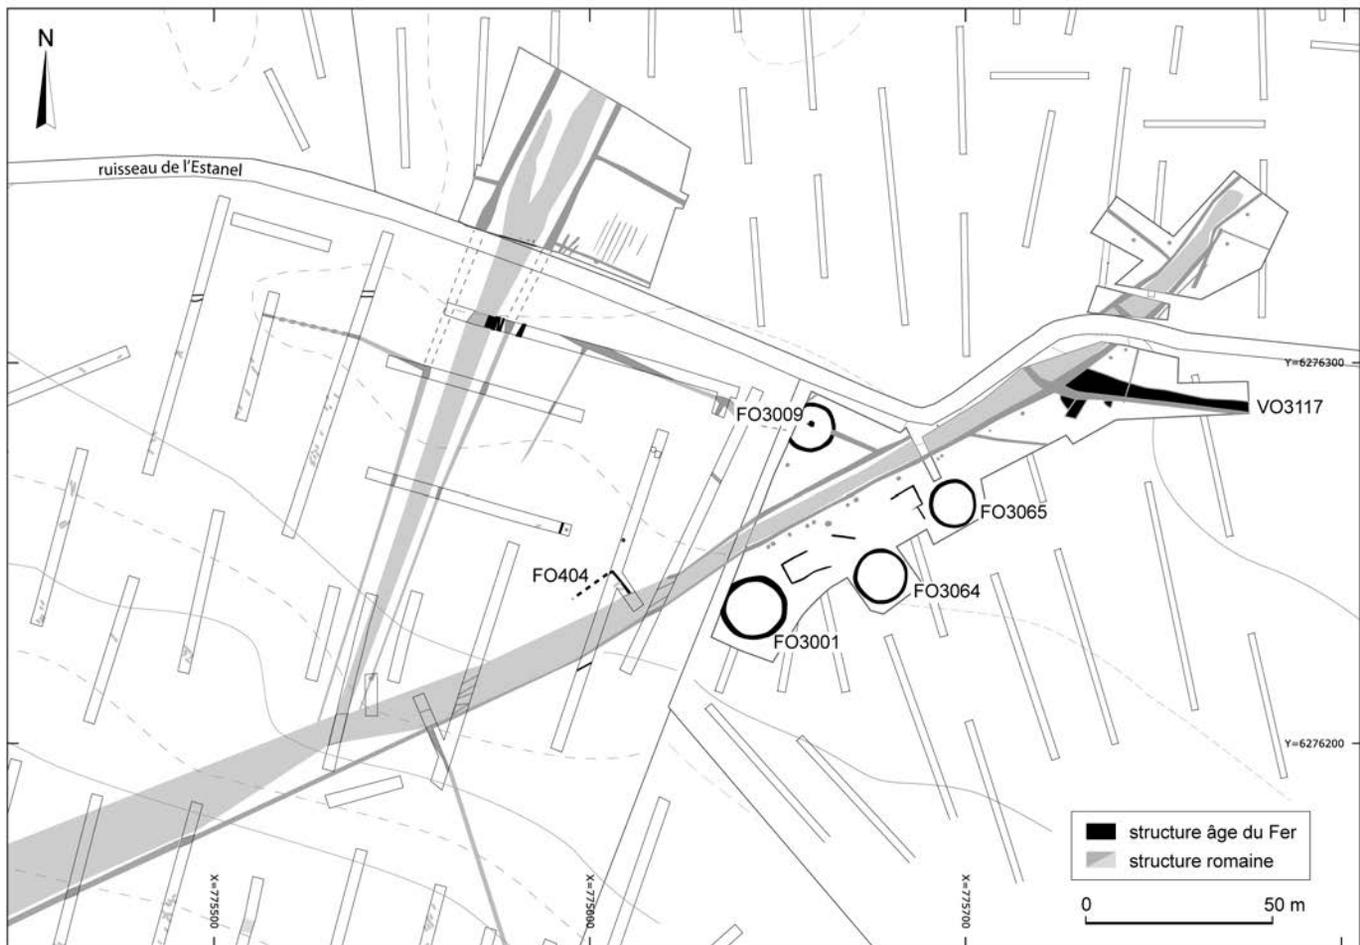 N
ruisseau de l'Estanel
Y=6276300
FO3009
VO3117
FO3065
FO404
FO3064
FO3001
Y=6276200
structure âge du Fer
structure romaine
X=775500
X=775600
X=775700
0 50 m